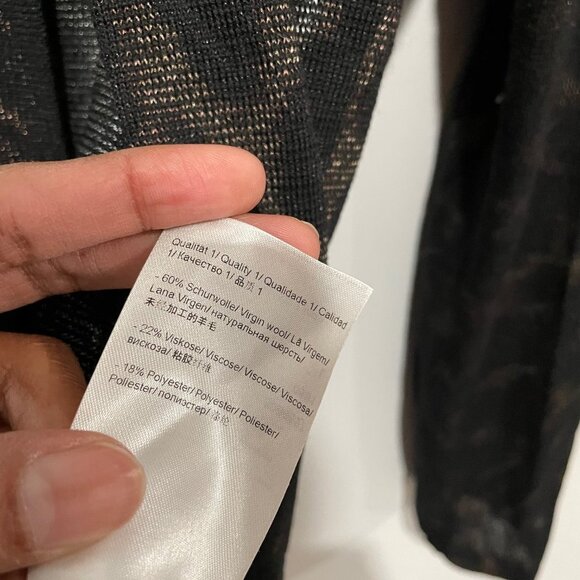 Qualität 1/ Quality 1/ Qualidade 1/ Calidad
1/ Качество 1/ 品质 1
- 60% Schurwolle/ Virgin wool/ Lã Virgem/
Lana Virgen/ натуральная шерсть/
未经加工的羊毛
- 22% Viskose/ Viscose/ Viscose/ Viscosa/
вискоза/ 粘胶纤维
- 18% Polyester/ Polyester/ Poliester/
Poliester/ полиэстер/ 涤纶